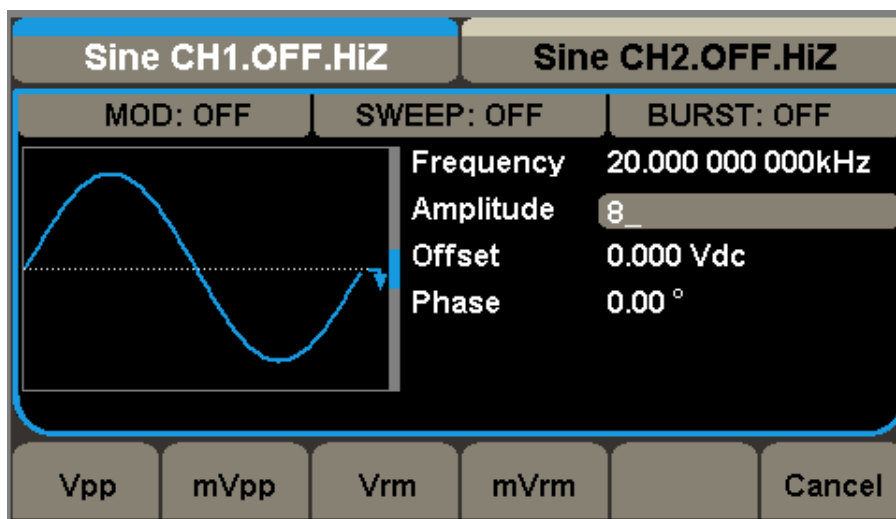 Sine CH1.OFF.HiZ
Sine CH2.OFF.HiZ
MOD: OFF
SWEEP: OFF
BURST: OFF
Frequency 20.000 000 000kHz
Amplitude 8_
Offset 0.000 Vdc
Phase 0.00 °
Vpp
mVpp
Vrm
mVrm
Cancel